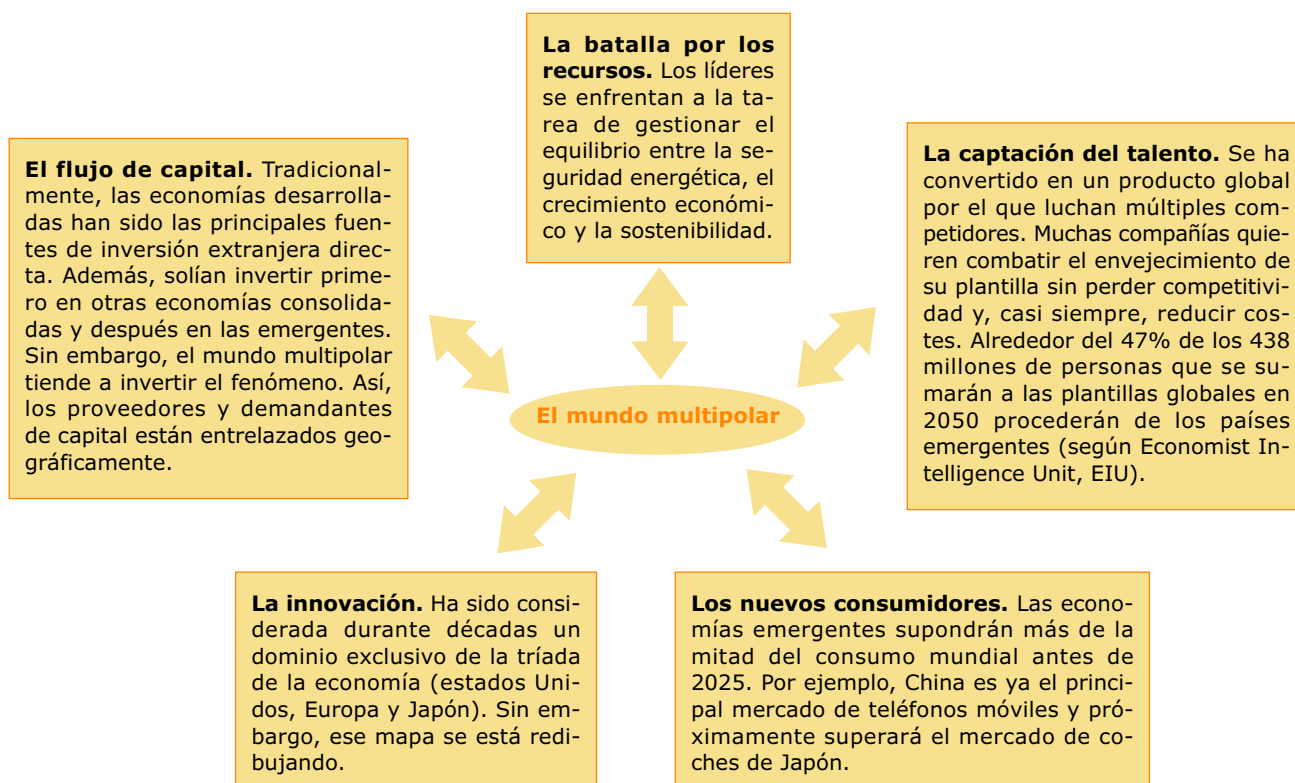 La batalla por los
recursos. Los líderes
se enfrentan a la ta-
rea de gestionar el
equilibrio entre la se-
guridad energética, el
crecimiento económi-
co y la sostenibilidad.
El flujo de capital. Tradicional-
mente, las economías desarrolla-
das han sido las principales fuen-
tes de inversión extranjera direc-
ta. Además, solían invertir prime-
ro en otras economías consolida-
das y después en las emergentes.
Sin embargo, el mundo multipolar
tiende a invertir el fenómeno. Así,
los proveedores y demandantes
de capital están entrelazados geo-
gráficamente.
La captación del talento. Se ha
convertido en un producto global
por el que luchan múltiples com-
petidores. Muchas compañías quie-
ren combatir el envejecimiento de
su plantilla sin perder competitivi-
dad y, casi siempre, reducir cos-
tes. Alrededor del 47% de los 438
millones de personas que se su-
marán a las plantillas globales en
2050 procederán de los países
emergentes (según Economist In-
telligence Unit, EIU).
El mundo multipolar
La innovación. Ha sido consi-
derada durante décadas un
dominio exclusivo de la tríada
de la economía (estados Uni-
dos, Europa y Japón). Sin em-
bargo, ese mapa se está redi-
bujando.
Los nuevos consumidores. Las econo-
mías emergentes supondrán más de la
mitad del consumo mundial antes de
2025. Por ejemplo, China es ya el princi-
pal mercado de teléfonos móviles y pró-
ximamente superará el mercado de co-
ches de Japón.